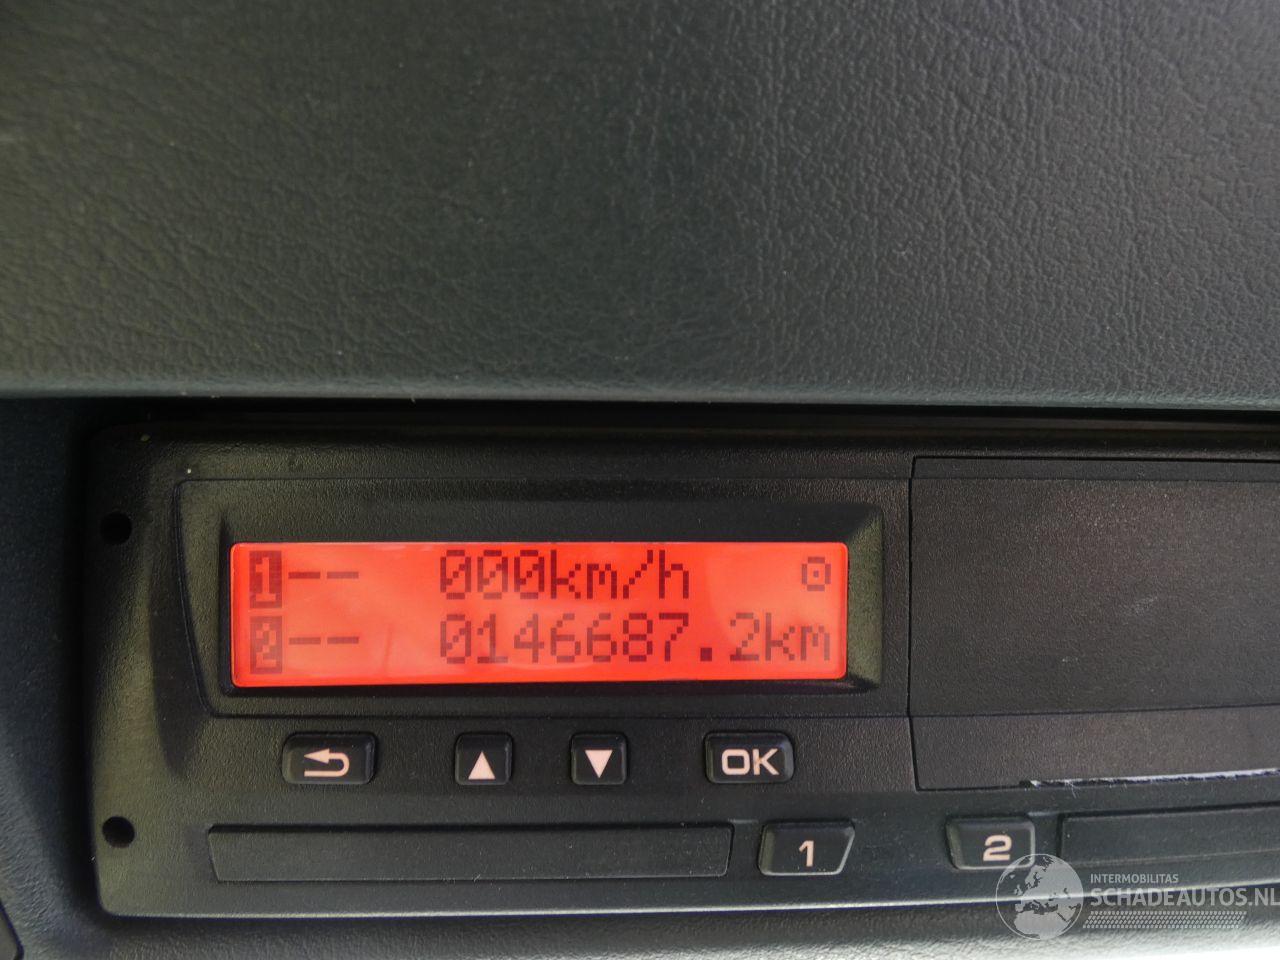 1-- 000km/h
2-- 0146687.2km
OK
1
2
INTERMOBILITAS
SCHADEAUTOS.NL